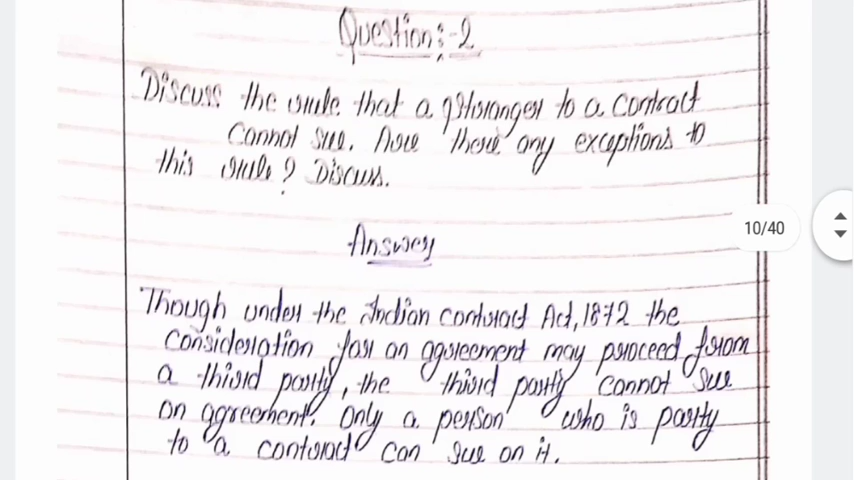 Question:-2
Discuss the rule that a stranger to a contract
cannot sue. Are there any exceptions to
this rule? Discuss.
10/40
Answer
Though under the Indian contract Act, 1872 the
consideration for an agreement may proceed from
a third party, the third party cannot sue
on agreement. Only a person who is party
to a contract can sue on it.